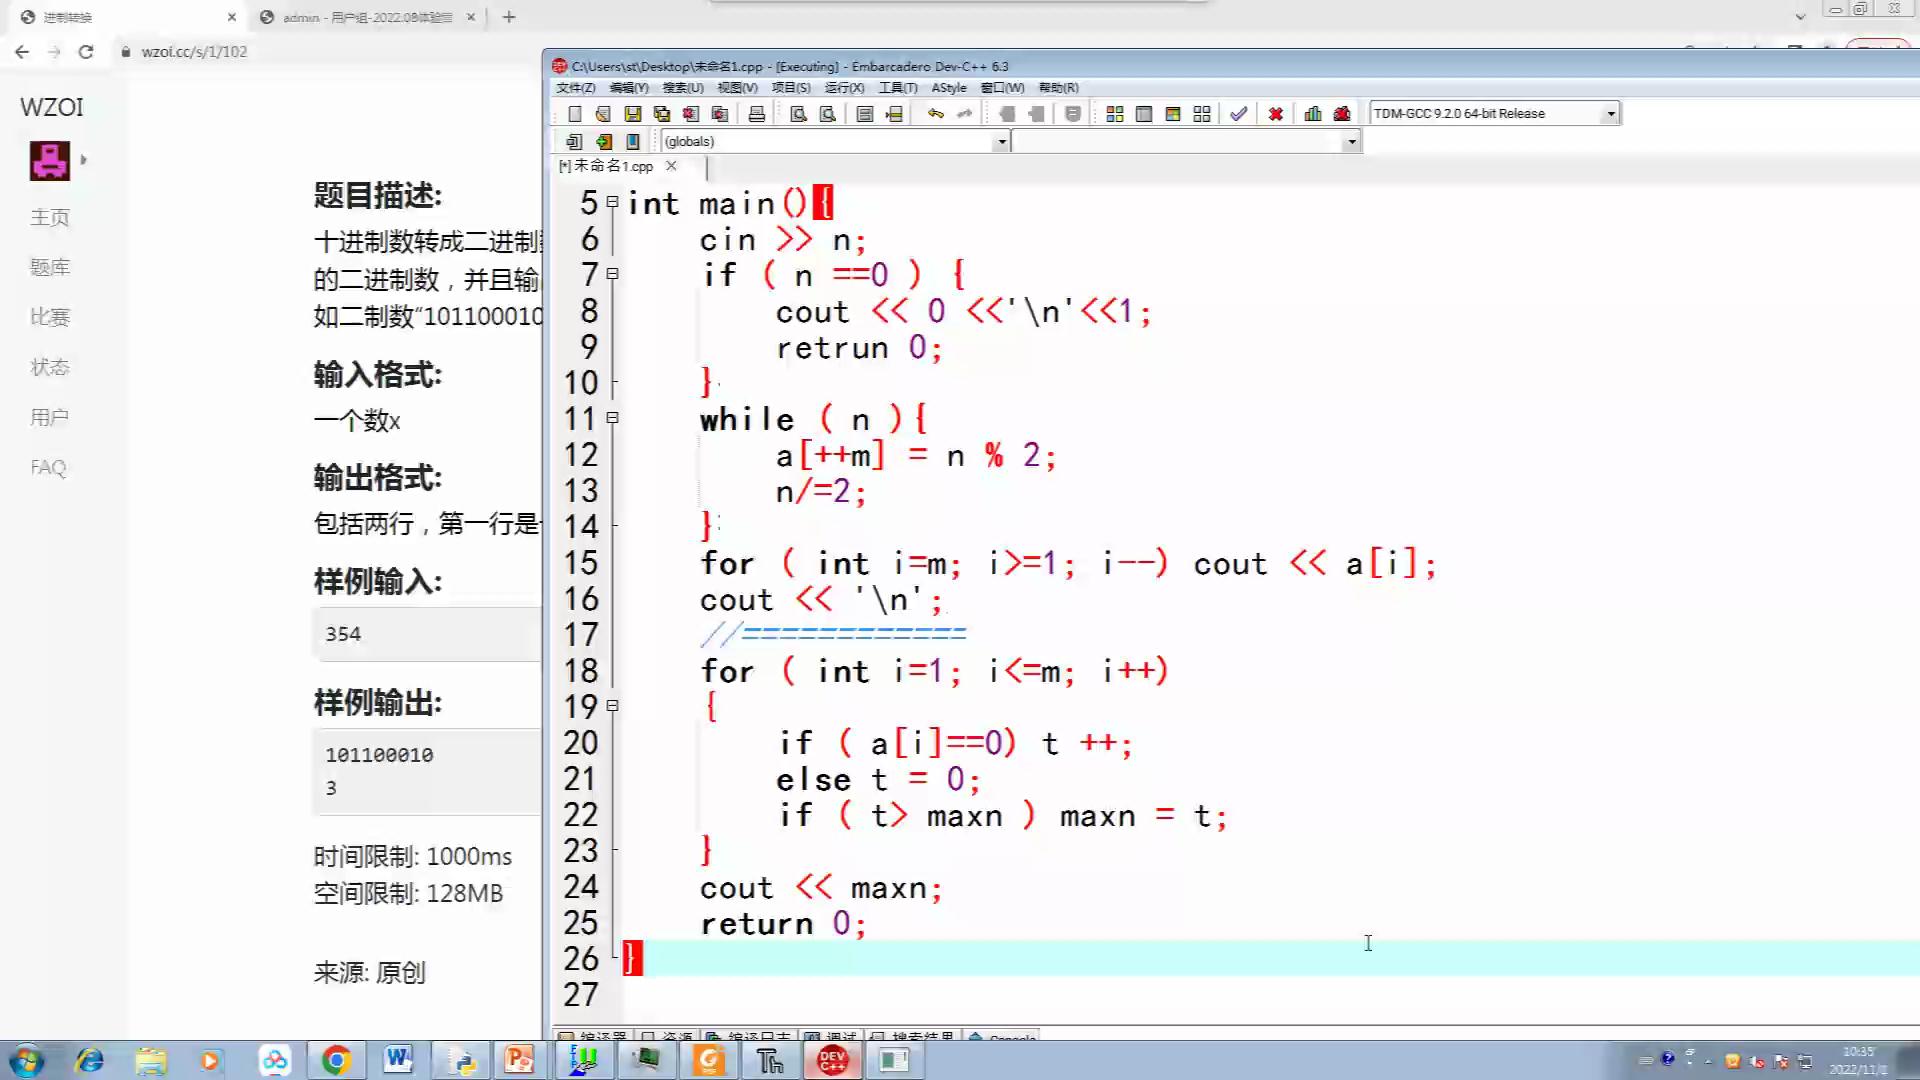 进制转换
admin - 用户组-2022.08体验营
wzoi.cc/s/1/102
WZOI
主页
题库
比赛
状态
用户
FAQ
题目描述:
十进制数转成二进制
的二进制数，并且输
如二制数“101100010
输入格式:
一个数x
输出格式:
包括两行，第一行是
样例输入:
354
样例输出:
101100010
3
时间限制: 1000ms
空间限制: 128MB
来源: 原创
C:\Users\st\Desktop\未命名1.cpp - [Executing] - Embarcadero Dev-C++ 6.3
文件(Z) 编辑(Y) 搜索(U) 视图(V) 项目(S) 运行(X) 工具(T) AStyle 窗口(W) 帮助(R)
TDM-GCC 9.2.0 64-bit Release
(globals)
[*] 未命名1.cpp
5 int main(){
6 cin >> n;
7 if ( n ==0 ) {
8 cout << 0 <<'\n'<<1;
9 retrun 0;
10 }
11 while ( n ){
12 a[++m] = n % 2;
13 n/=2;
14 }
15 for ( int i=m; i>=1; i--) cout << a[i];
16 cout << '\n';
17 //============
18 for ( int i=1; i<=m; i++)
19 {
20 if ( a[i]==0) t ++;
21 else t = 0;
22 if ( t> maxn ) maxn = t;
23 }
24 cout << maxn;
25 return 0;
26 }
27
编译器 资源 编译日志 调试 搜索结果 Console
DEV C++
10:35